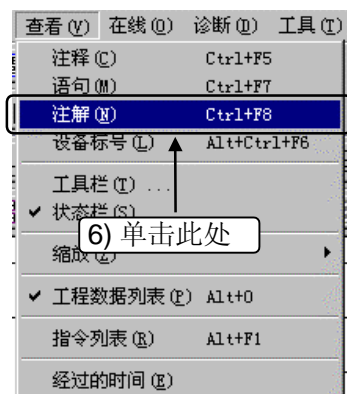 查看(V) 在线(O) 诊断(D) 工具(T)
注释(C) Ctrl+F5
语句(M) Ctrl+F7
注解(N) Ctrl+F8
设备标号(L) Alt+Ctrl+F6
工具栏(T) ...
✔ 状态栏(S)
6) 单击此处
缩放(Z)
✔ 工程数据列表(P) Alt+0
指令列表(R) Alt+F1
经过的时间(E)